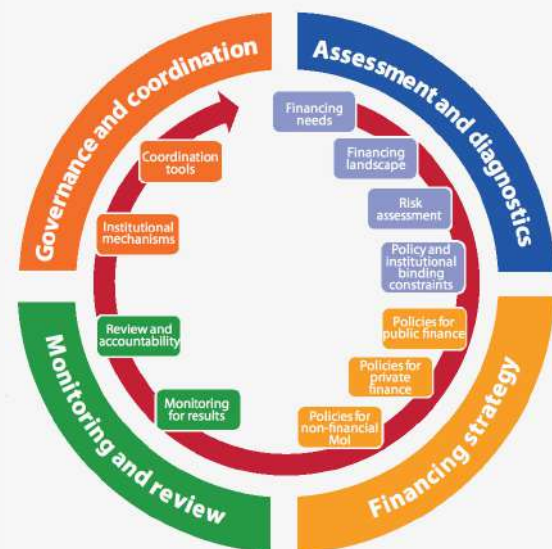 Governance and coordination
Assessment and diagnostics
Financing
needs
Financing
landscape
Risk
assessment
Policy and
institutional
binding
constraints
Policies for
public finance
Policies for
private
finance
Policies for
non-financial
MoI
Financing strategy
Monitoring
for results
Review and
accountability
Monitoring and review
Institutional
mechanisms
Coordination
tools